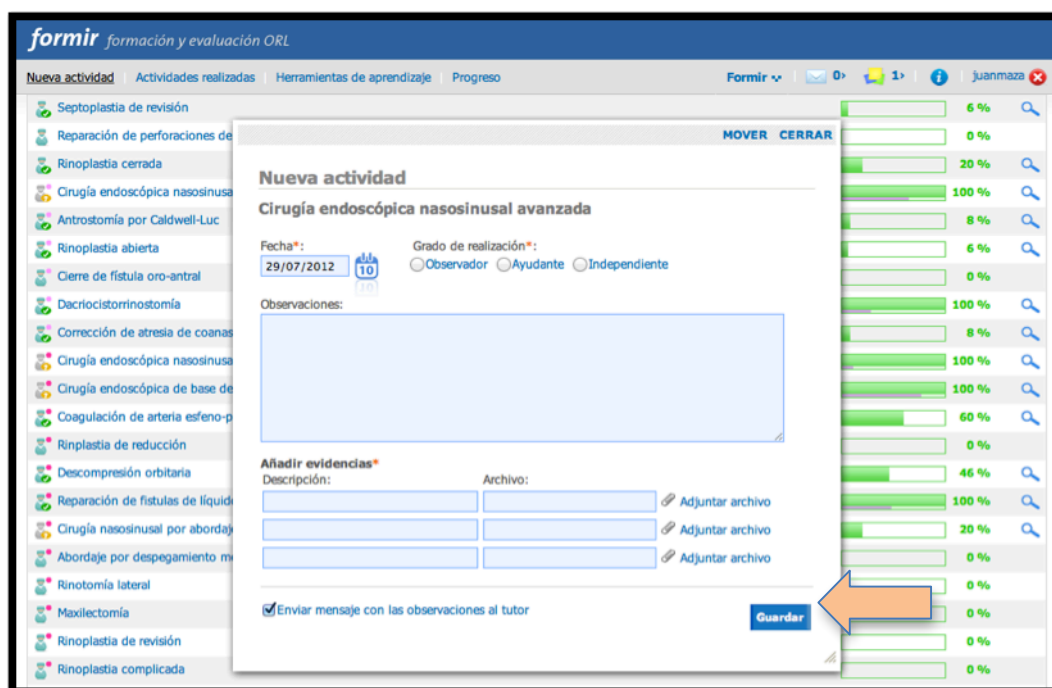 formir formación y evaluación ORL
Nueva actividad Actividades realizadas Herramientas de aprendizaje Progreso Formir 0 1 juanmaza
Septoplastia de revisión 6 %
Reparación de perforaciones de 0 %
Rinoplastia cerrada 20 %
Cirugía endoscópica nasosinusa 100 %
Antrostomía por Caldwell-Luc 8 %
Rinoplastia abierta 6 %
Cierre de fístula oro-antral 0 %
Dacriocistorrinostomía 100 %
Corrección de atresia de coanas 8 %
Cirugía endoscópica nasosinusa 100 %
Cirugía endoscópica de base de 100 %
Coagulación de arteria esfeno-p 60 %
Rinplastia de reducción 0 %
Descompresión orbitaria 46 %
Reparación de fistulas de líquid 100 %
Cirugía nasosinusal por abordaj 20 %
Abordaje por despegamiento m 0 %
Rinotomía lateral 0 %
Maxilectomía 0 %
Rinoplastia de revisión 0 %
Rinoplastia complicada 0 %
MOVER CERRAR
Nueva actividad
Cirugía endoscópica nasosinusal avanzada
Fecha*: Grado de realización*:
29/07/2012 10 Observador Ayudante Independiente
Observaciones:
Añadir evidencias*
Descripción: Archivo:
Adjuntar archivo
Adjuntar archivo
Adjuntar archivo
Enviar mensaje con las observaciones al tutor
Guardar